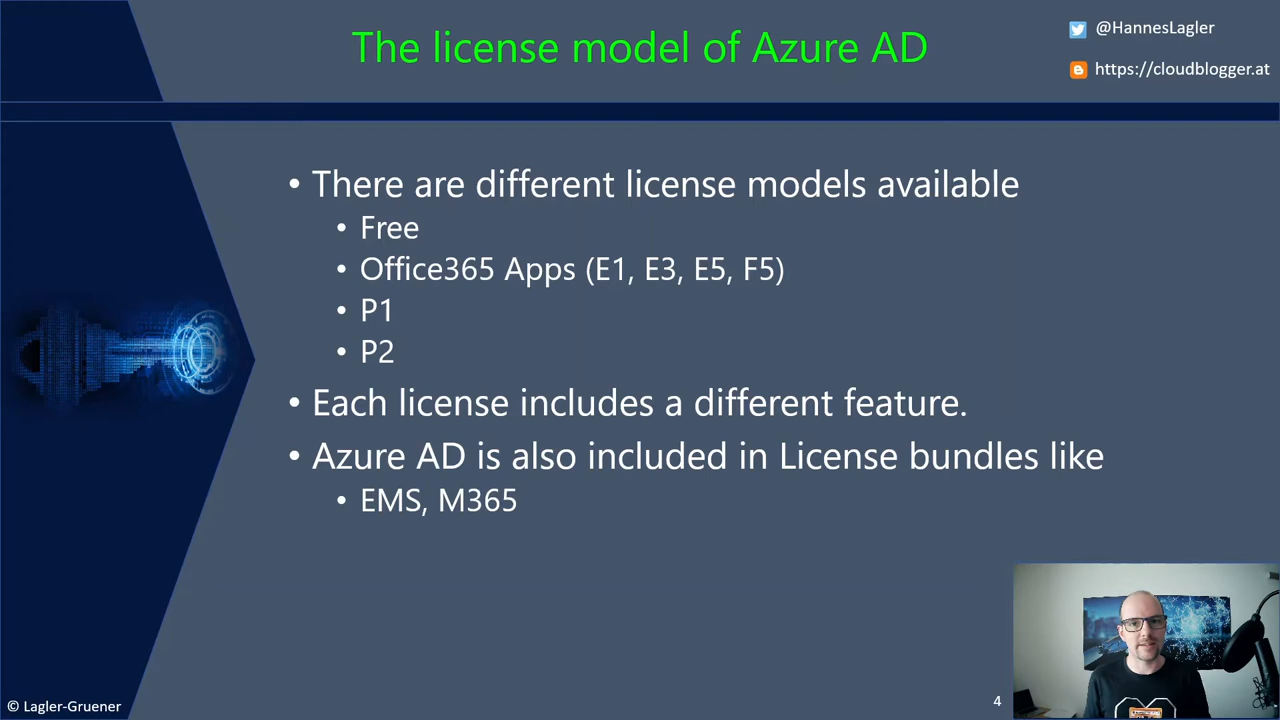 The license model of Azure AD
@HannesLagler
https://cloudblogger.at
• There are different license models available
• Free
• Office365 Apps (E1, E3, E5, F5)
• P1
• P2
• Each license includes a different feature.
• Azure AD is also included in License bundles like
• EMS, M365
© Lagler-Gruener
4